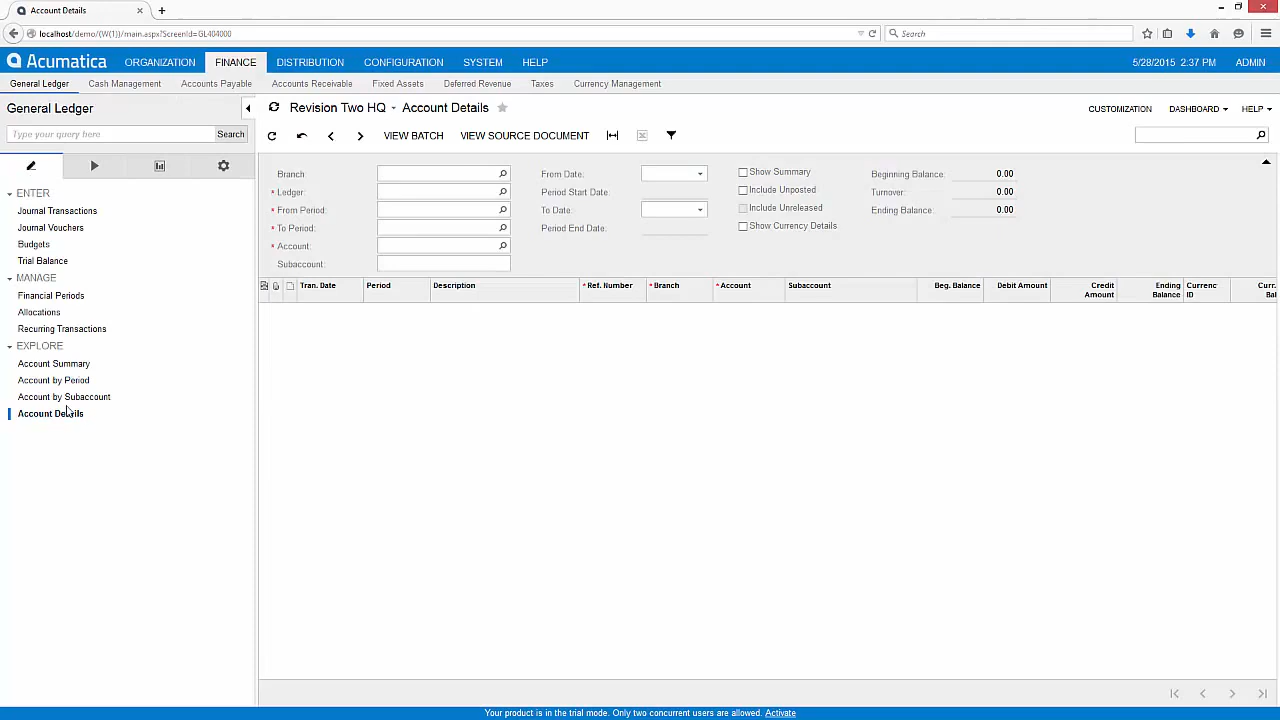 Account Details
localhost/demo/(W(1))/main.aspx?ScreenId=GL404000
Search
Acumatica
ORGANIZATION
FINANCE
DISTRIBUTION
CONFIGURATION
SYSTEM
HELP
5/28/2015 2:37 PM
ADMIN
General Ledger
Cash Management
Accounts Payable
Accounts Receivable
Fixed Assets
Deferred Revenue
Taxes
Currency Management
General Ledger
Type your query here
Search
ENTER
Journal Transactions
Journal Vouchers
Budgets
Trial Balance
MANAGE
Financial Periods
Allocations
Recurring Transactions
EXPLORE
Account Summary
Account by Period
Account by Subaccount
Account Details
Revision Two HQ
Account Details
CUSTOMIZATION
DASHBOARD
HELP
VIEW BATCH
VIEW SOURCE DOCUMENT
Branch:
* Ledger:
* From Period:
* To Period:
* Account:
Subaccount:
From Date:
Period Start Date:
To Date:
Period End Date:
Show Summary
Include Unposted
Include Unreleased
Show Currency Details
Beginning Balance: 0.00
Turnover: 0.00
Ending Balance: 0.00
Tran. Date
Period
Description
* Ref. Number
* Branch
* Account
Subaccount
Beg. Balance
Debit Amount
Credit Amount
Ending Balance
Currenc ID
Curr. Bal
Your product is in the trial mode. Only two concurrent users are allowed. Activate